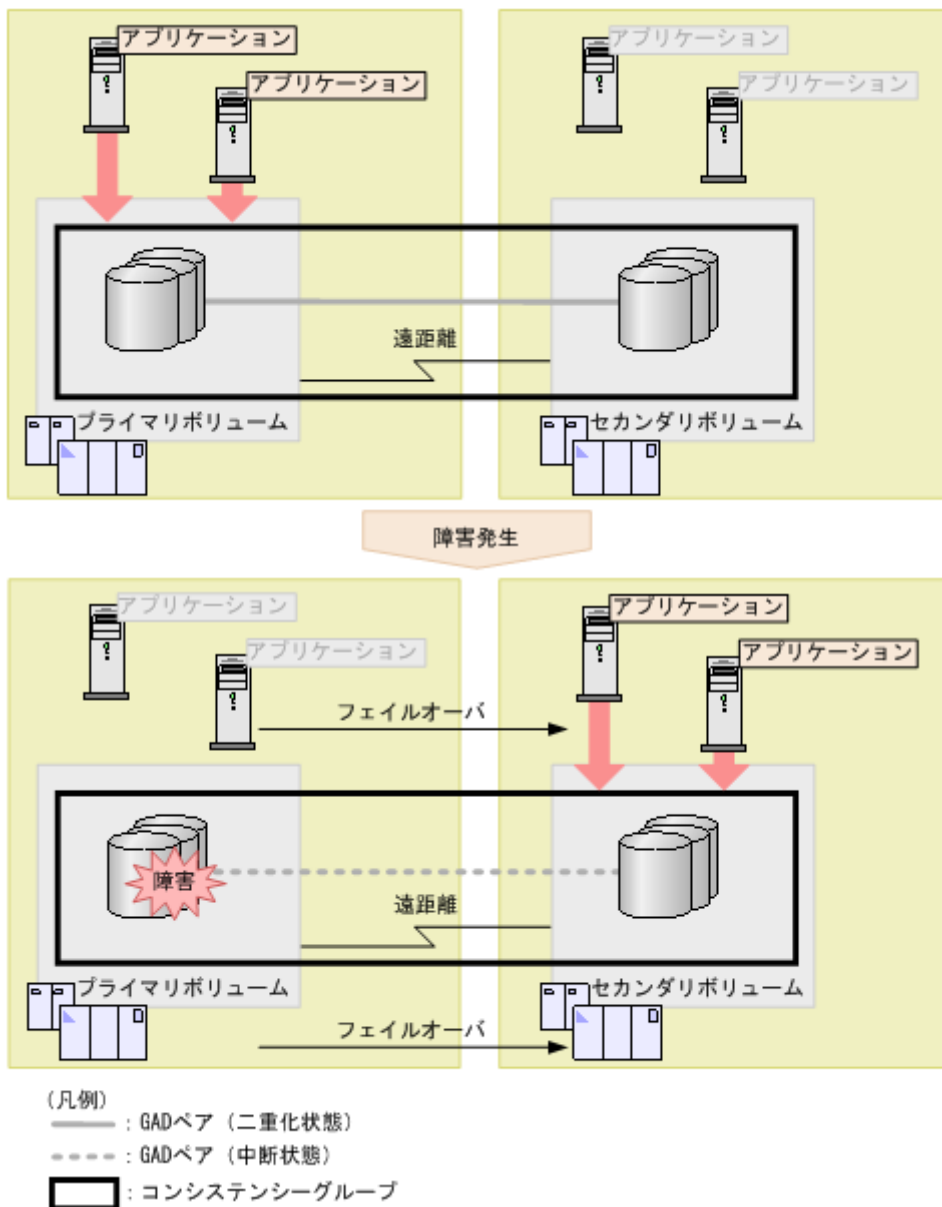 アプリケーション
アプリケーション
アプリケーション
アプリケーション
遠距離
プライマリボリューム
セカンダリボリューム
障害発生
アプリケーション
アプリケーション
アプリケーション
アプリケーション
フェイルオーバ
障害
遠距離
プライマリボリューム
セカンダリボリューム
フェイルオーバ
(凡例)
: GADペア (二重化状態)
: GADペア (中断状態)
: コンシステンシーグループ